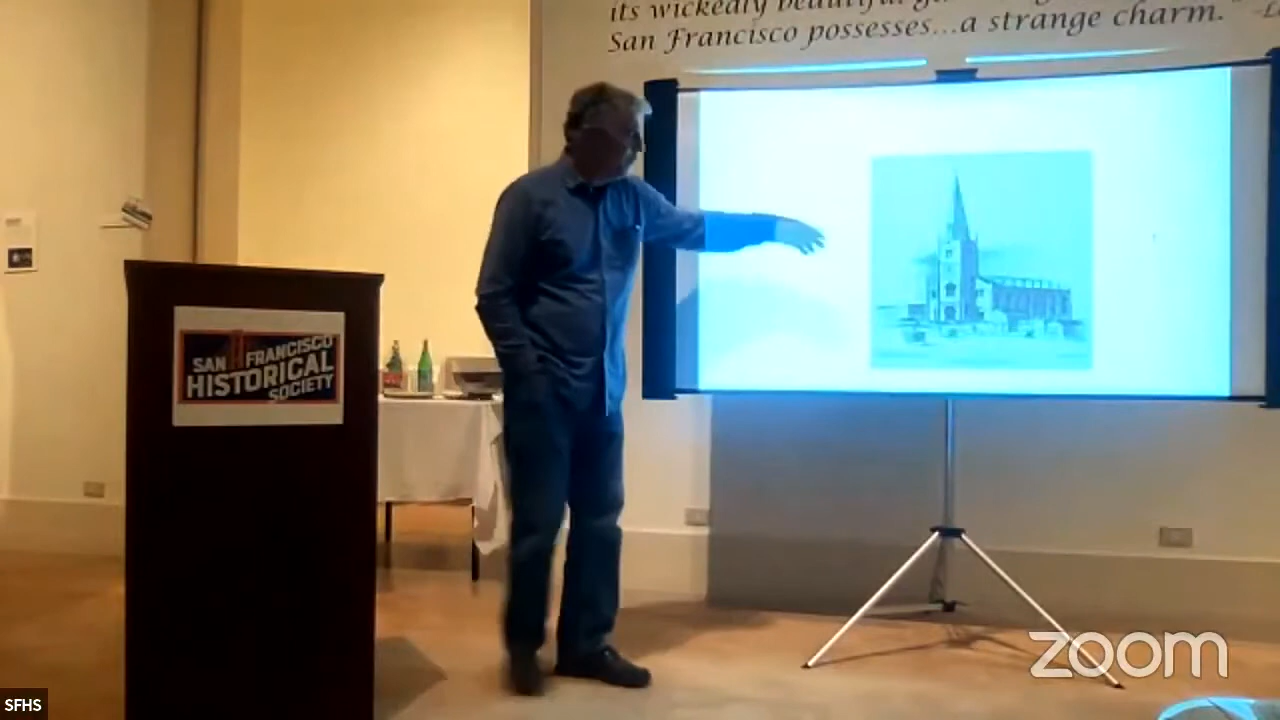 its wickedly beautiful
San Francisco possesses...a strange charm.
SAN FRANCISCO
HISTORICAL
SOCIETY
zoom
SFHS